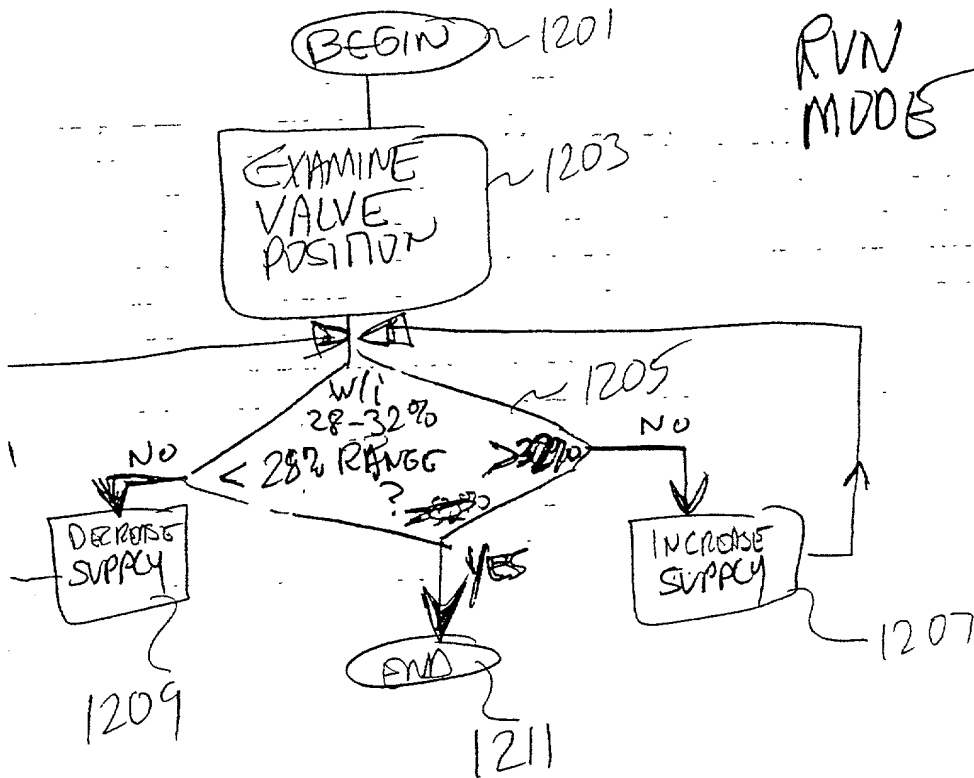 BEGIN
1201
RUN
MODE
EXAMINE
VALVE
POSITION
1203
1205
W/i
28-32%
< 28% RANGE >32%
?
NO
NO
DECREASE
SUPPLY
YES
INCREASE
SUPPLY
1207
END
1209
1211